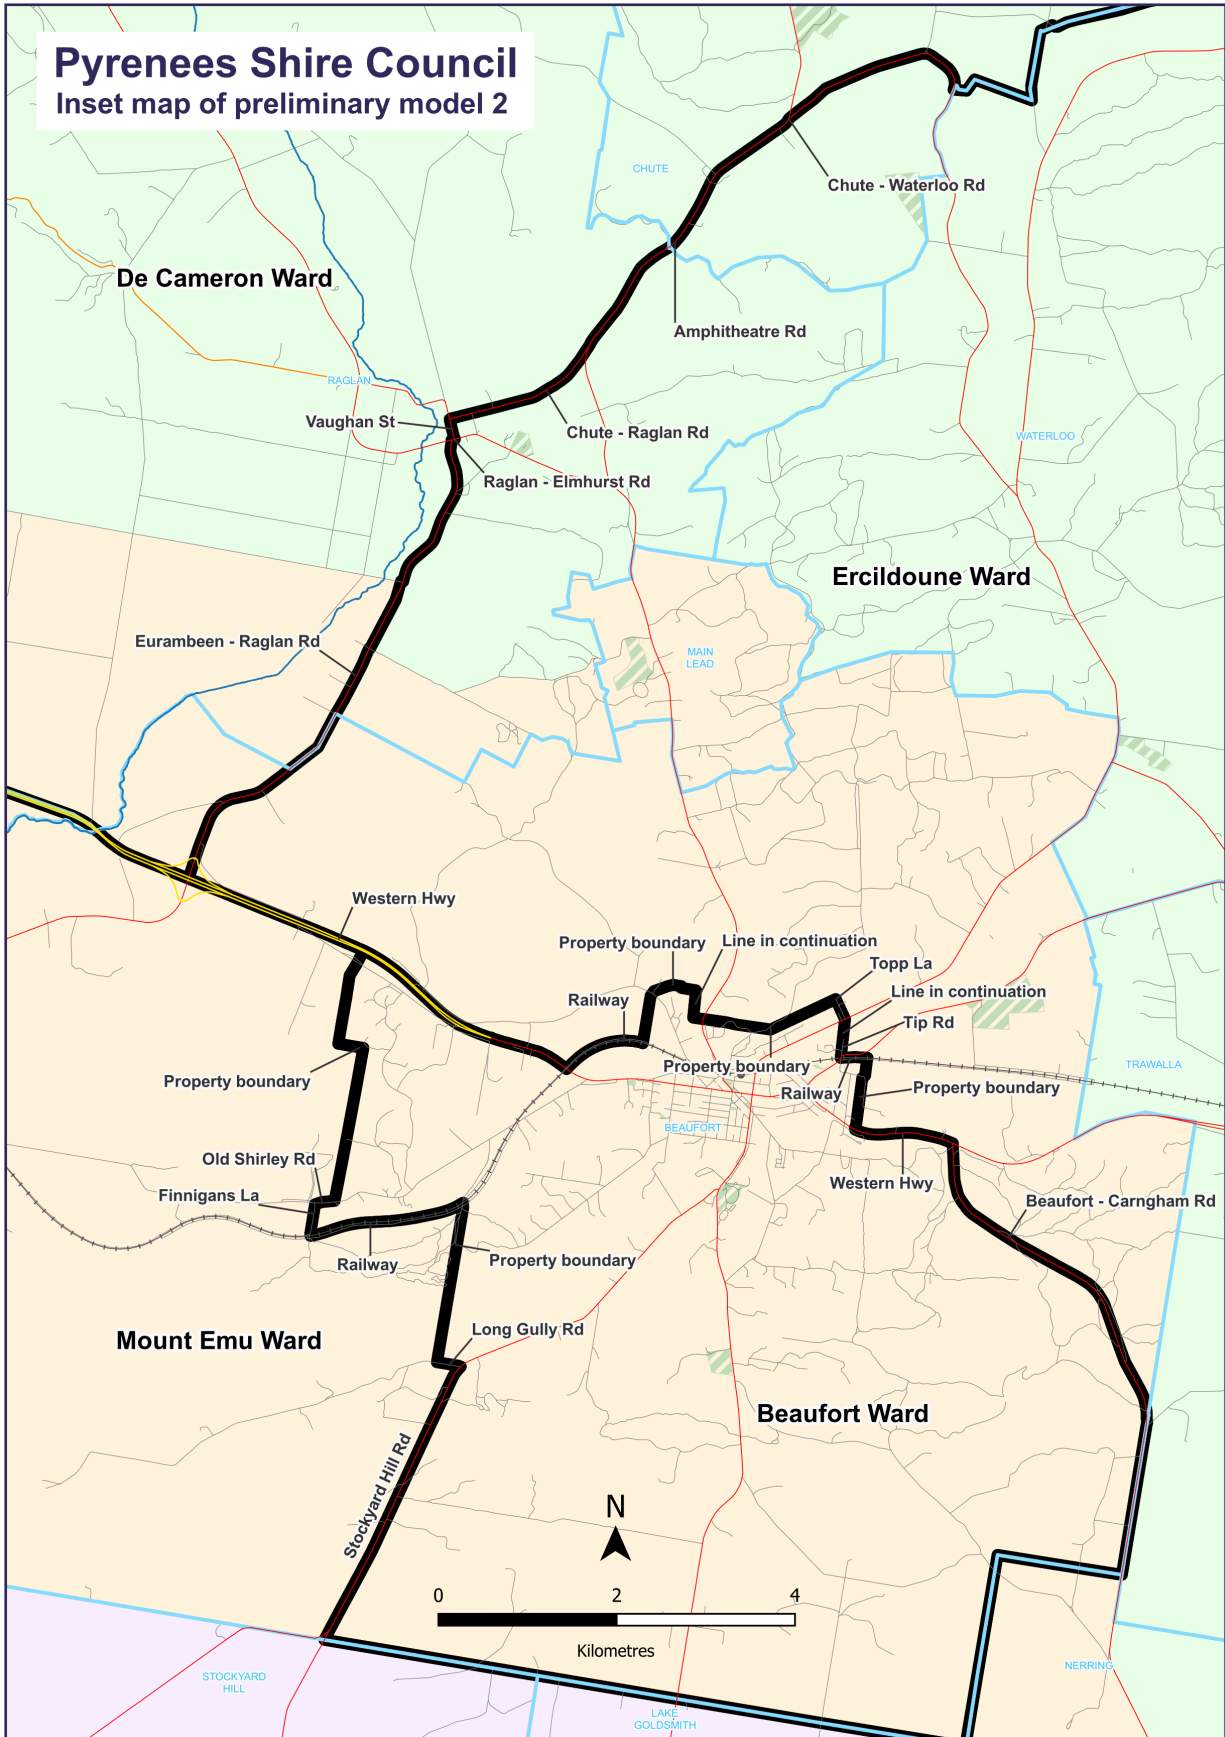 Pyrenees Shire Council
Inset map of preliminary model 2
CHUTE
Chute - Waterloo Rd
De Cameron Ward
Amphitheatre Rd
RAGLAN
Vaughan St
Chute - Raglan Rd
WATERLOO
Raglan - Elmhurst Rd
Ercildoune Ward
Eurambeen - Raglan Rd
MAIN
LEAD
Western Hwy
Property boundary
Line in continuation
Topp La
Railway
Line in continuation
Tip Rd
Property boundary
Property boundary
Railway
Property boundary
TRAWALLA
BEAUFORT
Old Shirley Rd
Finnigans La
Western Hwy
Beaufort - Carngham Rd
Railway
Property boundary
Mount Emu Ward
Long Gully Rd
Beaufort Ward
Stockyard Hill Rd
N
0 2 4
Kilometres
STOCKYARD
HILL
NERRING
LAKE
GOLDSMITH